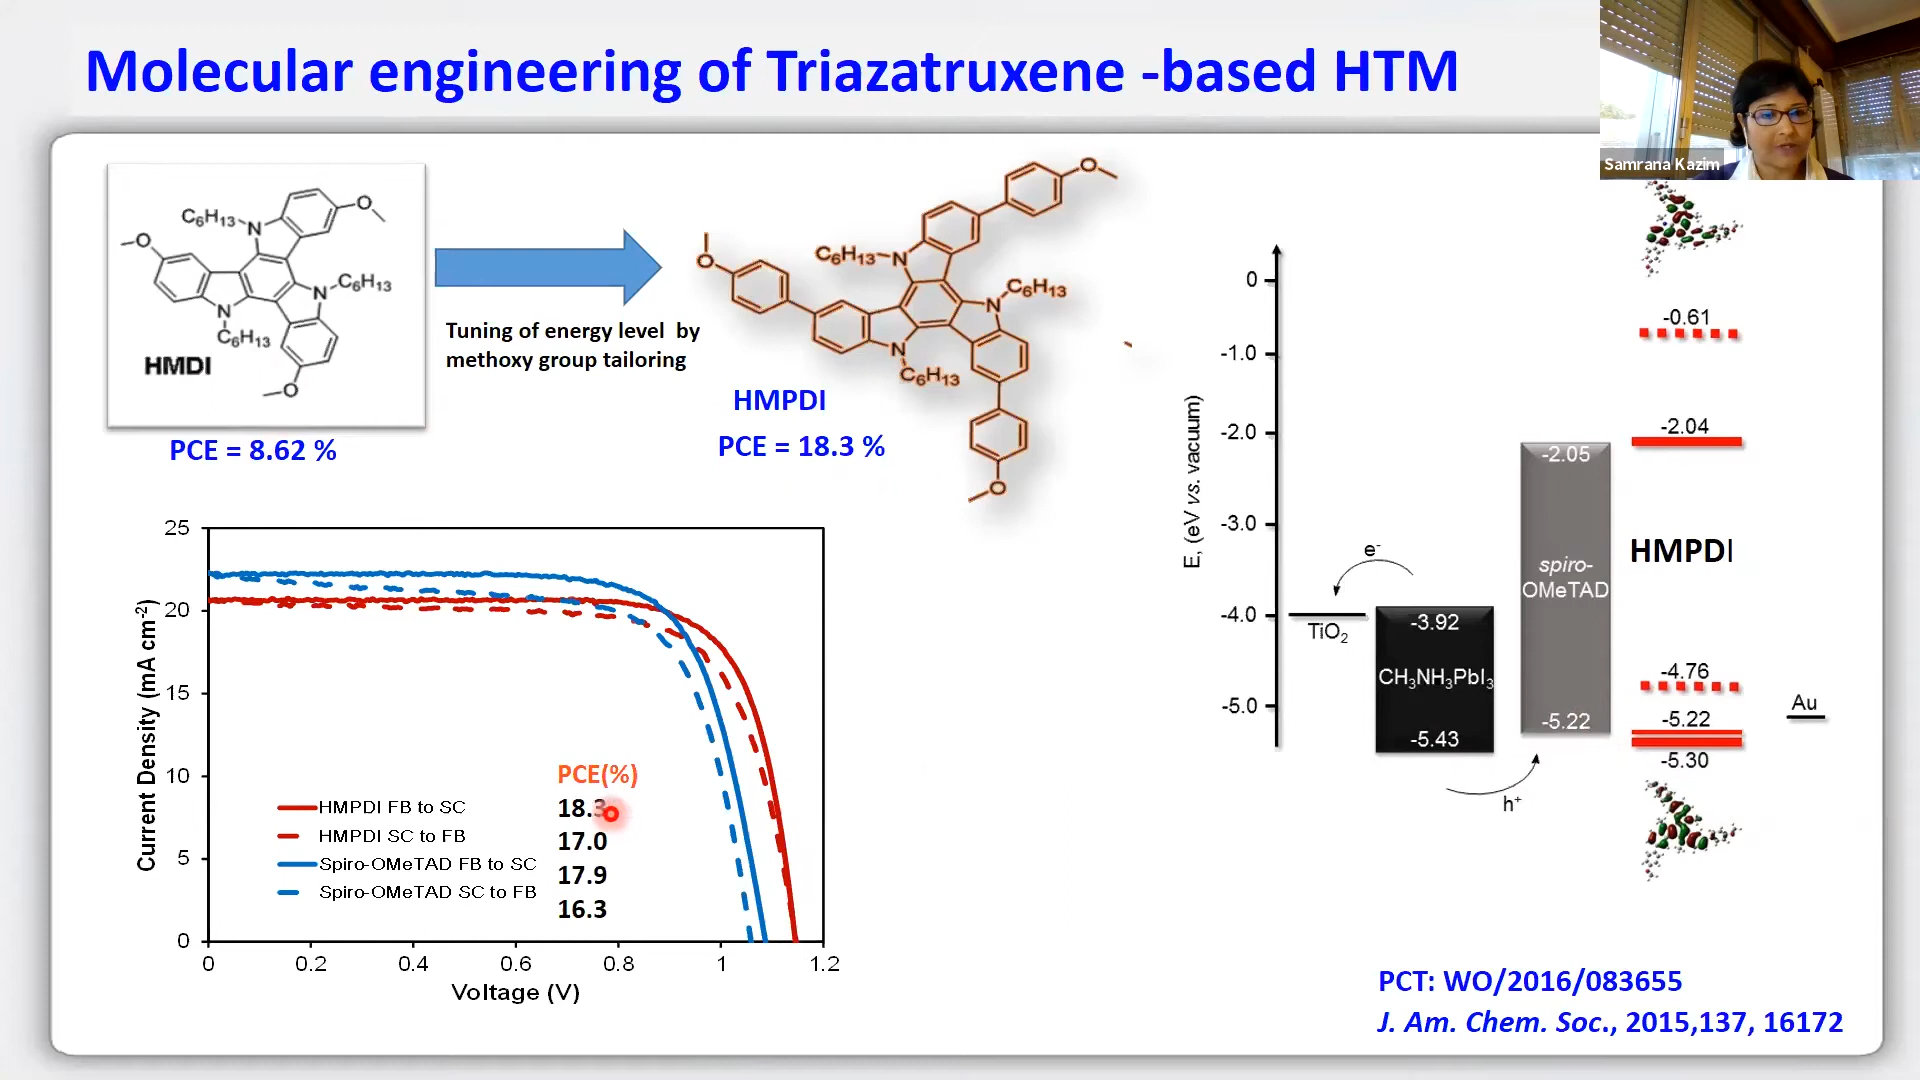 Molecular engineering of Triazatruxene -based HTM
Samrana Kazim
C₆H₁₃
N
O
O
N
C₆H₁₃
N
C₆H₁₃
O
HMDI
PCE = 8.62 %
Tuning of energy level by
methoxy group tailoring
O
O
C₆H₁₃
N
N
C₆H₁₃
N
C₆H₁₃
O
HMPDI
PCE = 18.3 %
Current Density (mA cm⁻²)
25
20
15
10
5
0
0
0.2
0.4
0.6
0.8
1
1.2
Voltage (V)
PCE(%)
HMPDI FB to SC 18.3
HMPDI SC to FB 17.0
Spiro-OMeTAD FB to SC 17.9
Spiro-OMeTAD SC to FB 16.3
E, (eV vs. vacuum)
0
-1.0
-2.0
-3.0
-4.0
-5.0
e⁻
TiO₂
-3.92
CH₃NH₃PbI₃
-5.43
h⁺
-2.05
spiro-
OMeTAD
-5.22
-0.61
-2.04
HMPDI
-4.76
-5.22
-5.30
Au
PCT: WO/2016/083655
J. Am. Chem. Soc., 2015,137, 16172